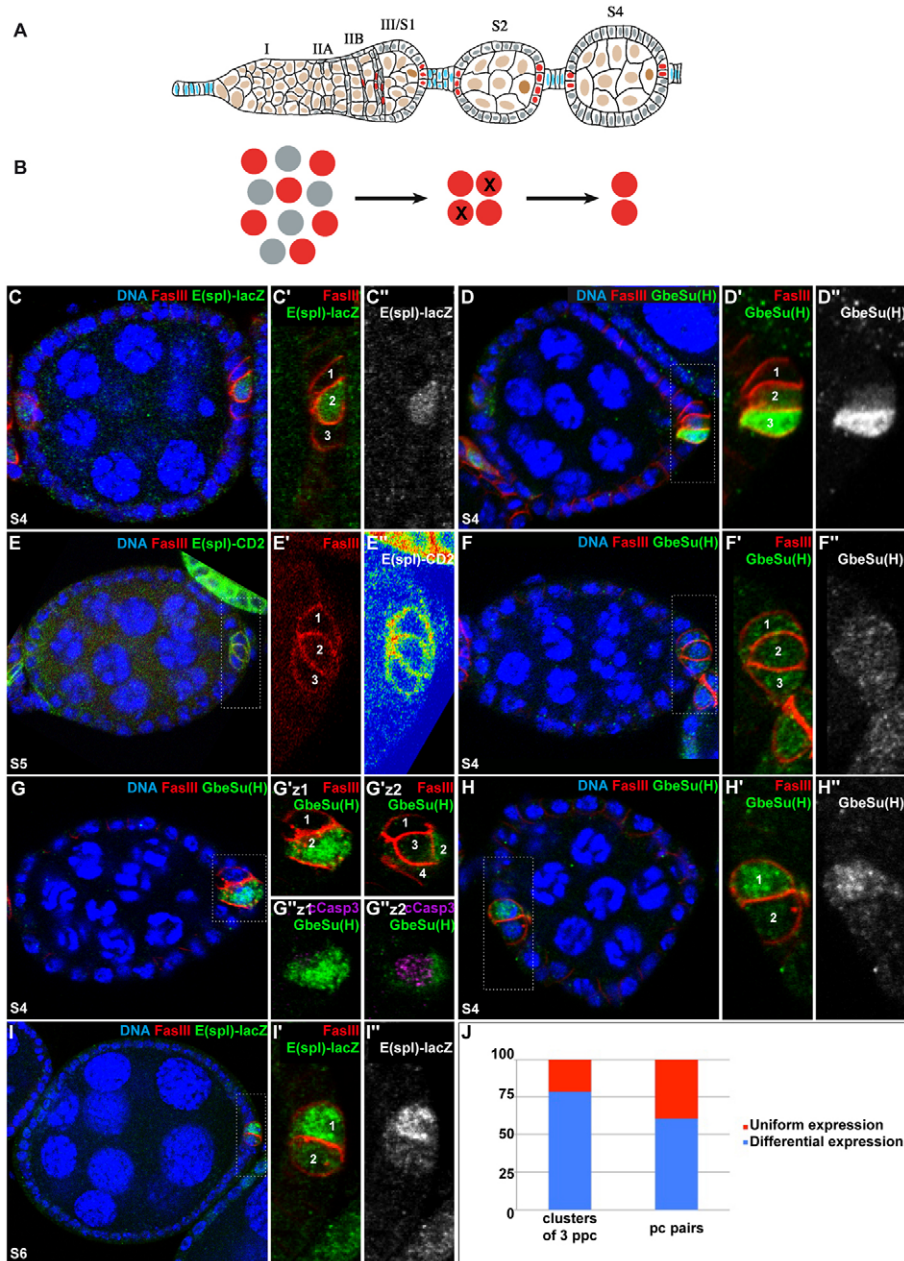 A
I
IIA
IIB
III/S1
S2
S4
B
X
X
C
DNA FasIII E(spl)-lacZ
S4
C'
FasIII
E(spl)-lacZ
1
2
3
C''
E(spl)-lacZ
D
DNA FasIII GbeSu(H)
S4
D'
FasIII
GbeSu(H)
1
2
3
D''
GbeSu(H)
E
DNA FasIII E(spl)-CD2
S5
E'
FasIII
1
2
3
E''
E(spl)-CD2
F
DNA FasIII GbeSu(H)
S4
F'
FasIII
GbeSu(H)
1
2
3
F''
GbeSu(H)
G
DNA FasIII GbeSu(H)
S4
G'z1
FasIII
GbeSu(H)
1
2
G'z2
FasIII
GbeSu(H)
1
2
3
4
G''z1
cCasp3
GbeSu(H)
G''z2
cCasp3
GbeSu(H)
H
DNA FasIII GbeSu(H)
S4
H'
FasIII
GbeSu(H)
1
2
H''
GbeSu(H)
I
DNA FasIII E(spl)-lacZ
S6
I'
FasIII
E(spl)-lacZ
1
2
I''
E(spl)-lacZ
J
100
75
50
25
0
clusters
of 3 ppc
pc pairs
Uniform expression
Differential expression